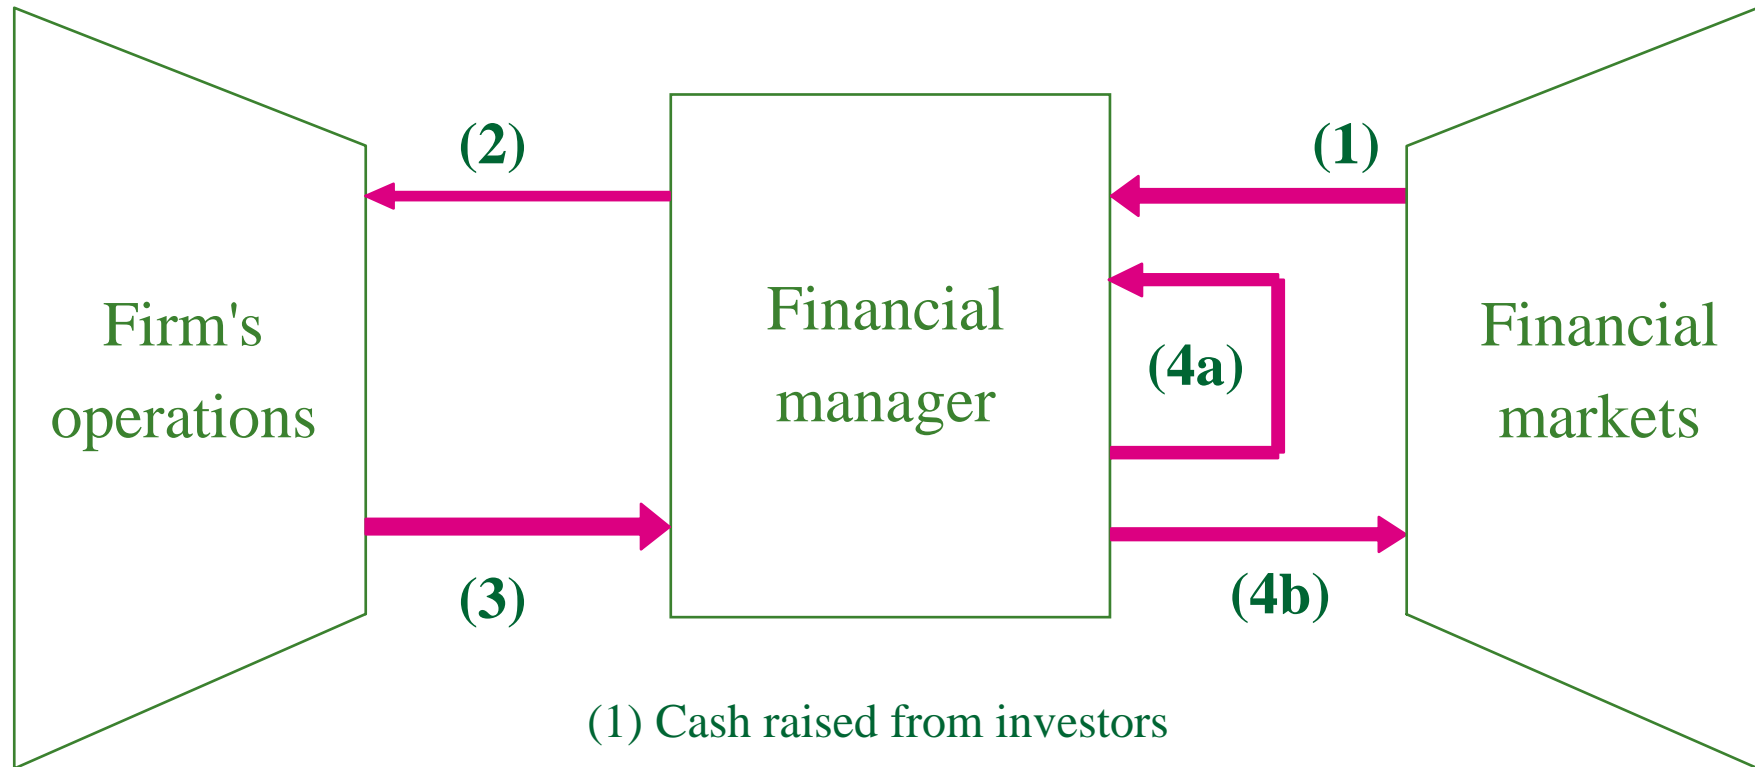 (2)
(1)
Firm's
operations
Financial
manager
(4a)
Financial
markets
(3)
(4b)
(1) Cash raised from investors